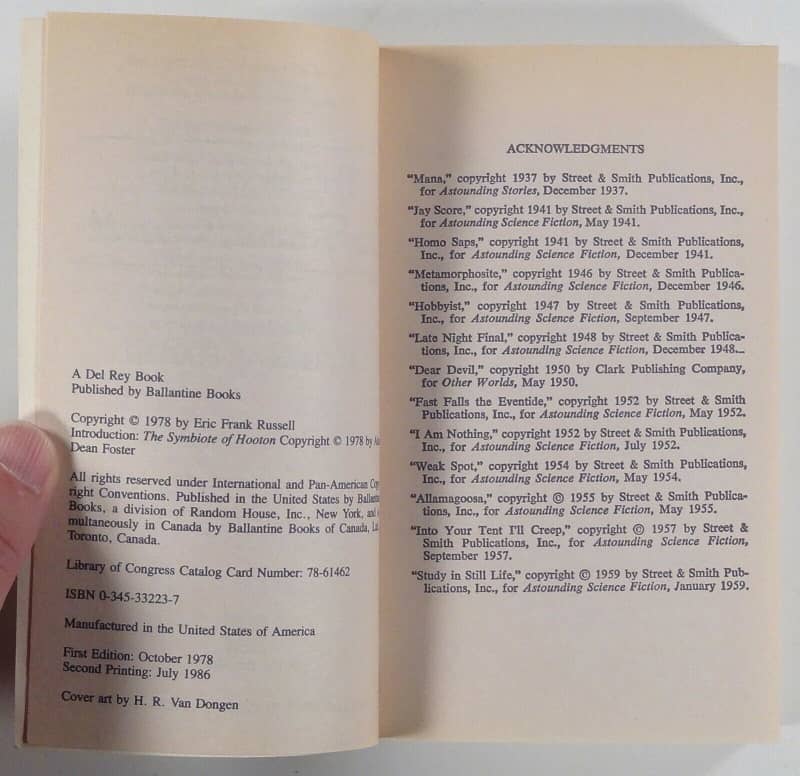 A Del Rey Book
Published by Ballantine Books
Copyright © 1978 by Eric Frank Russell
Introduction: The Symbiote of Hooton Copyright © 1978 by
Dean Foster
All rights reserved under International and Pan-American
right Conventions. Published in the United States by
Books, a division of Random House, Inc., New York, and
multaneously in Canada by Ballantine Books of Canada,
Toronto, Canada.
Library of Congress Catalog Card Number: 78-61462
ISBN 0-345-33223-7
Manufactured in the United States of America
First Edition: October 1978
Second Printing: July 1986
Cover art by H. R. Van Dongen
ACKNOWLEDGMENTS
“Mana,” copyright 1937 by Street & Smith Publications, Inc.,
for Astounding Stories, December 1937.
“Jay Score,” copyright 1941 by Street & Smith Publications, Inc.,
for Astounding Science Fiction, May 1941.
“Homo Saps,” copyright 1941 by Street & Smith Publications,
Inc., for Astounding Science Fiction, December 1941.
“Metamorphosite,” copyright 1946 by Street & Smith Publica-
tions, Inc., for Astounding Science Fiction, December 1946.
“Hobbyist,” copyright 1947 by Street & Smith Publications,
Inc., for Astounding Science Fiction, September 1947.
“Late Night Final,” copyright 1948 by Street & Smith Publica-
tions, Inc., for Astounding Science Fiction, December 1948.
“Dear Devil,” copyright 1950 by Clark Publishing Company,
for Other Worlds, May 1950.
“Fast Falls the Eventide,” copyright 1952 by Street & Smith
Publications, Inc., for Astounding Science Fiction, May 1952.
“I Am Nothing,” copyright 1952 by Street & Smith Publications,
Inc., for Astounding Science Fiction, July 1952.
“Weak Spot,” copyright 1954 by Street & Smith Publications,
Inc., for Astounding Science Fiction, May 1954.
“Allamagoosa,” copyright © 1955 by Street & Smith Publica-
tions, Inc., for Astounding Science Fiction, May 1955.
“Into Your Tent I'll Creep,” copyright © 1957 by Street &
Smith Publications, Inc., for Astounding Science Fiction,
September 1957.
“Study in Still Life,” copyright © 1959 by Street & Smith Pub-
lications, Inc., for Astounding Science Fiction, January 1959.